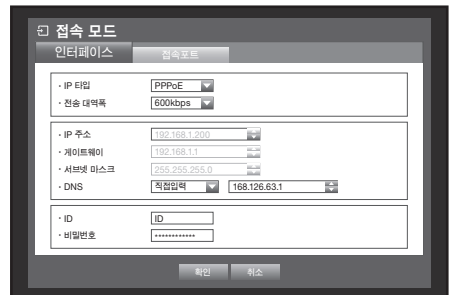 접속 모드
인터페이스 접속포트
· IP 타입 PPPoE
· 전송 대역폭 600kbps
· IP 주소 192.168.1.200
· 게이트웨이 192.168.1.1
· 서브넷 마스크 255.255.255.0
· DNS 직접입력 168.126.63.1
· ID ID
· 비밀번호 ************
확인 취소